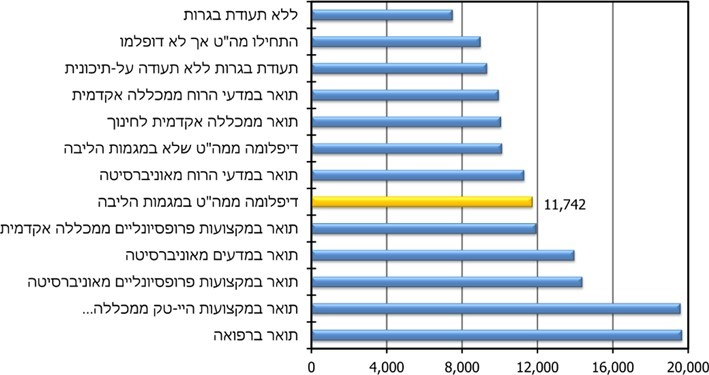 ללא תעודת בגרות
התחילו מה"ט אך לא דופלמו
תעודת בגרות ללא תעודה על-תיכונית
תואר במדעי הרוח ממכללה אקדמית
תואר ממכללה אקדמית לחינוך
דיפלומה ממה"ט שלא במגמות הליבה
תואר במדעי הרוח מאוניברסיטה
דיפלומה ממה"ט במגמות הליבה
11,742
תואר במקצועות פרופסיונליים ממכללה אקדמית
תואר במדעים מאוניברסיטה
תואר במקצועות פרופסיונליים מאוניברסיטה
תואר במקצועות היי-טק ממכללה...
תואר ברפואה
0 4,000 8,000 12,000 16,000 20,000